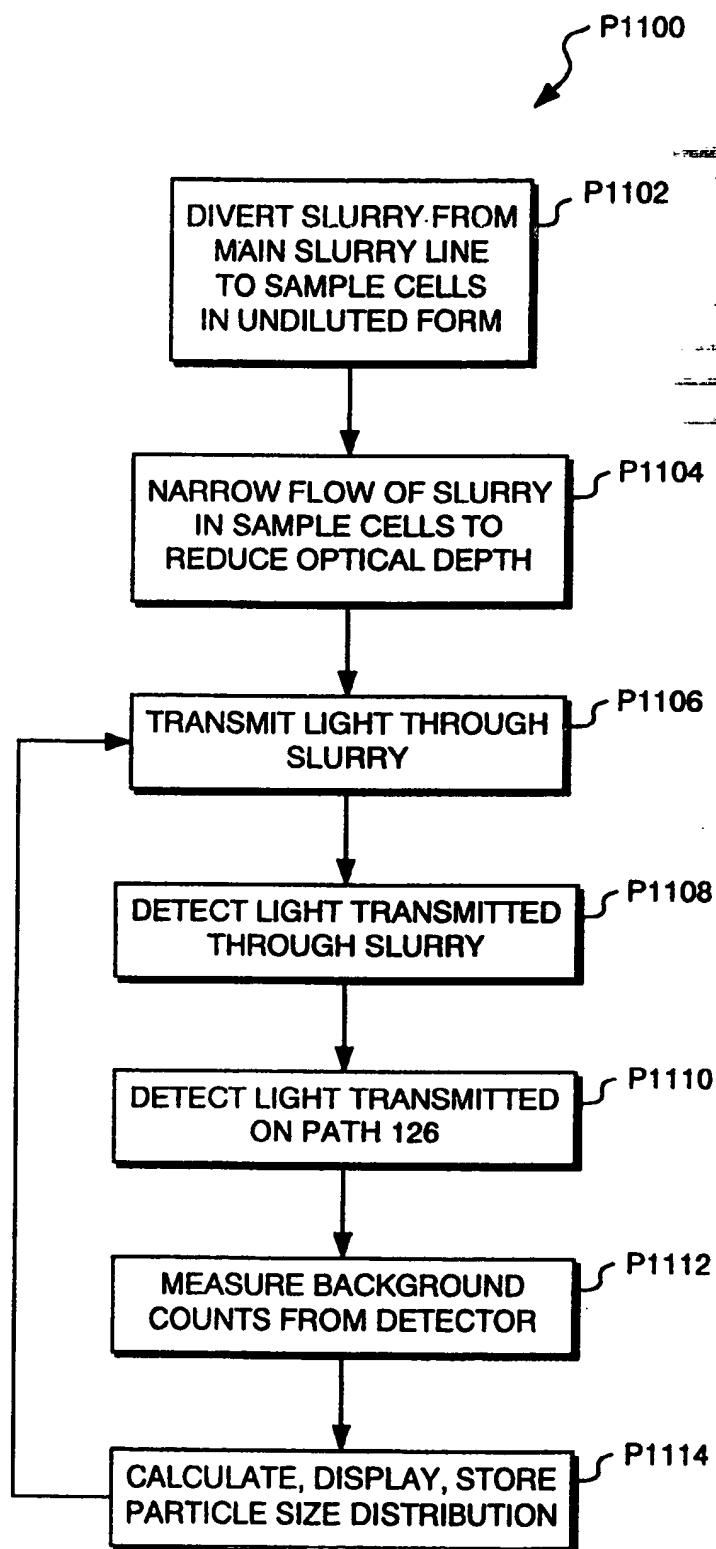 P1100
P1102
DIVERT SLURRY FROM
MAIN SLURRY LINE
TO SAMPLE CELLS
IN UNDILUTED FORM
P1104
NARROW FLOW OF SLURRY
IN SAMPLE CELLS TO
REDUCE OPTICAL DEPTH
P1106
TRANSMIT LIGHT THROUGH
SLURRY
P1108
DETECT LIGHT TRANSMITTED
THROUGH SLURRY
P1110
DETECT LIGHT TRANSMITTED
ON PATH 126
P1112
MEASURE BACKGROUND
COUNTS FROM DETECTOR
P1114
CALCULATE, DISPLAY, STORE
PARTICLE SIZE DISTRIBUTION